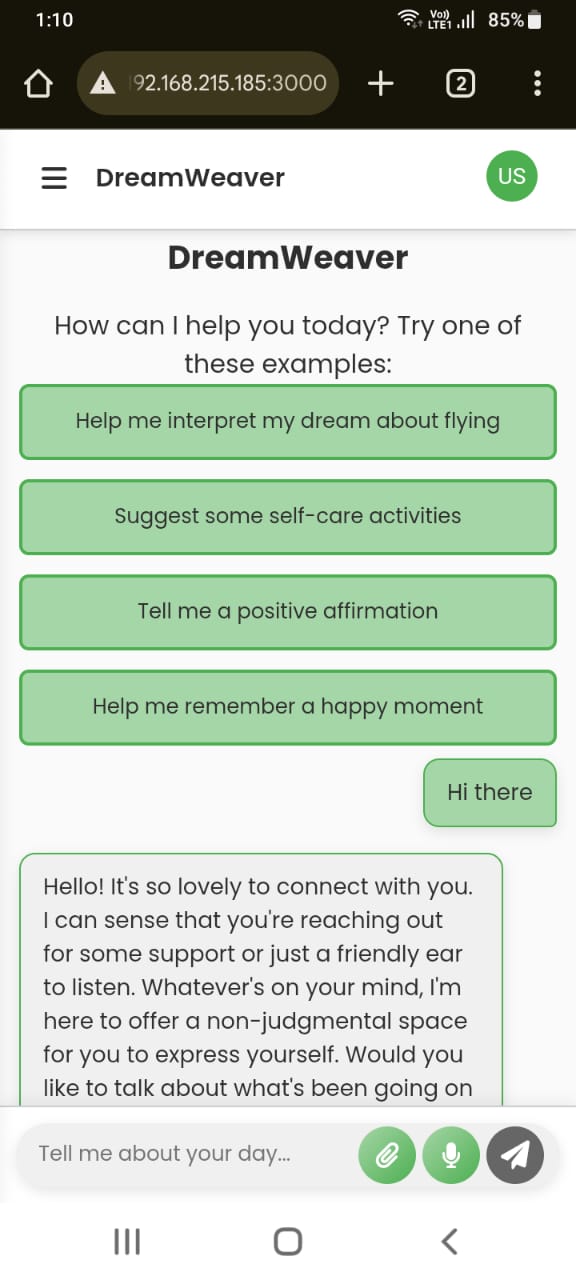 1:10
Vo))
LTE1
85%
92.168.215.185:3000
2
DreamWeaver
US
DreamWeaver
How can I help you today? Try one of
these examples:
Help me interpret my dream about flying
Suggest some self-care activities
Tell me a positive affirmation
Help me remember a happy moment
Hi there
Hello! It's so lovely to connect with you.
I can sense that you're reaching out
for some support or just a friendly ear
to listen. Whatever's on your mind, I'm
here to offer a non-judgmental space
for you to express yourself. Would you
like to talk about what's been going on
Tell me about your day...